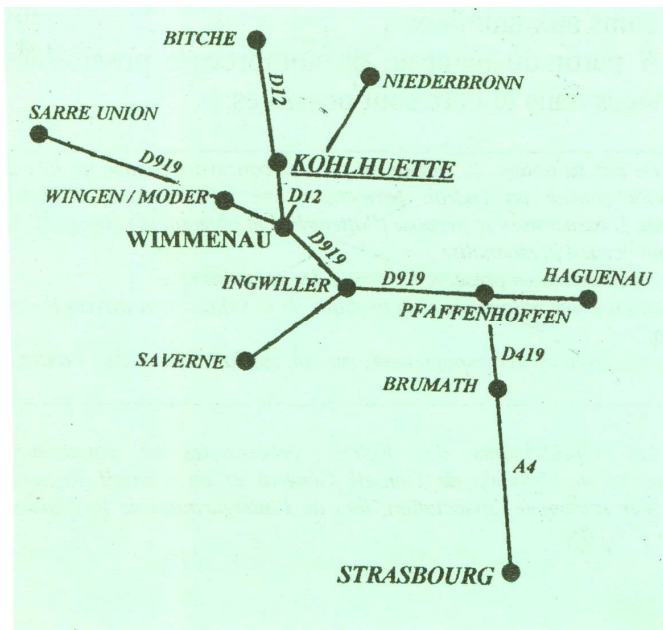 BITCHE
D12
NIEDERBRONN
SARRE UNION
D919
KOHLHUETTE
WINGEN / MODER
D12
WIMMENAU
D919
INGWILLER
D919
HAGUENAU
PFAFFENHOFFEN
SAVERNE
D419
BRUMATH
A4
STRASBOURG